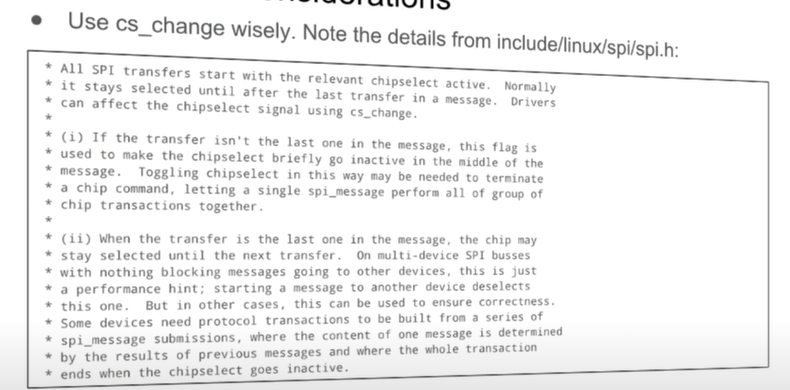 • Use cs_change wisely. Note the details from include/linux/spi/spi.h:
* All SPI transfers start with the relevant chipselect active.  Normally
* it stays selected until after the last transfer in a message.  Drivers
* can affect the chipselect signal using cs_change.
*
* (i) If the transfer isn't the last one in the message, this flag is
* used to make the chipselect briefly go inactive in the middle of the
* message.  Toggling chipselect in this way may be needed to terminate
* a chip command, letting a single spi_message perform all of group of
* chip transactions together.
*
* (ii) When the transfer is the last one in the message, the chip may
* stay selected until the next transfer.  On multi-device SPI busses
* with nothing blocking messages going to other devices, this is just
* a performance hint; starting a message to another device deselects
* this one.  But in other cases, this can be used to ensure correctness.
* Some devices need protocol transactions to be built from a series of
* spi_message submissions, where the content of one message is determined
* by the results of previous messages and where the whole transaction
* ends when the chipselect goes inactive.